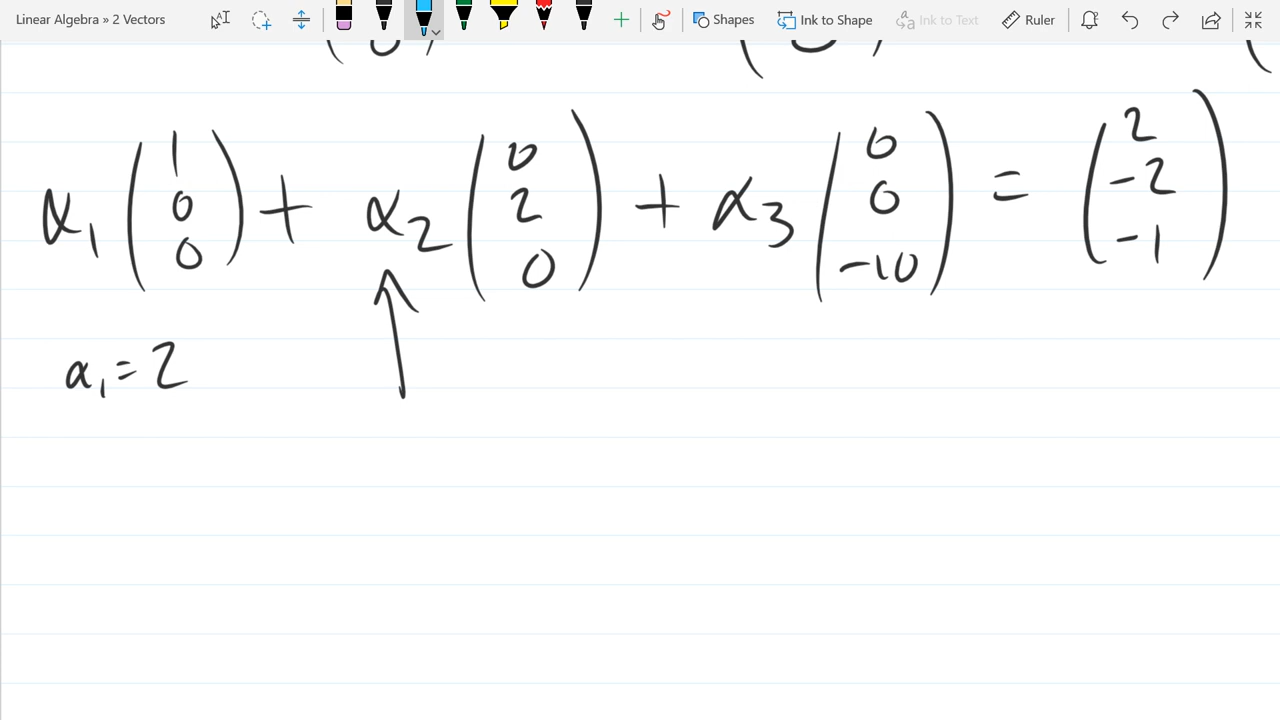 Linear Algebra » 2 Vectors Shapes Ink to Shape Ink to Text Ruler
α₁ (1 0 0) + α₂ (0 2 0) + α₃ (0 0 -10) = (2 -2 -1)
α₁ = 2